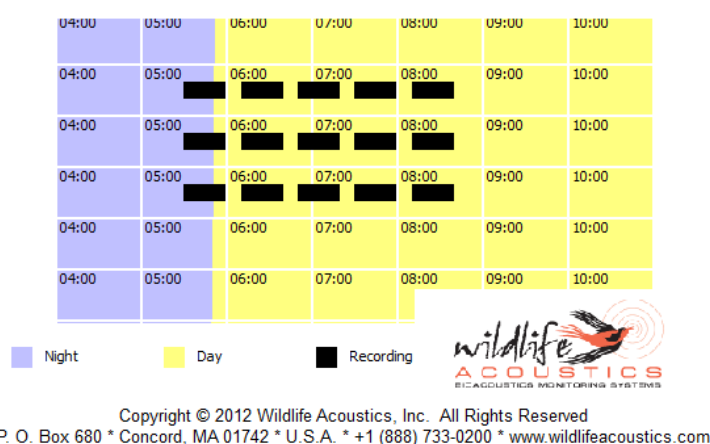 04:00 05:00 06:00 07:00 08:00 09:00 10:00
04:00 05:00 06:00 07:00 08:00 09:00 10:00
04:00 05:00 06:00 07:00 08:00 09:00 10:00
04:00 05:00 06:00 07:00 08:00 09:00 10:00
04:00 05:00 06:00 07:00 08:00 09:00 10:00
04:00 05:00 06:00 07:00 08:00 09:00 10:00
Night Day Recording
wildlife
ACOUSTICS
BIOACOUSTICS MONITORING SYSTEMS
Copyright © 2012 Wildlife Acoustics, Inc. All Rights Reserved
P. O. Box 680 * Concord, MA 01742 * U.S.A. * +1 (888) 733-0200 * www.wildlifeacoustics.com